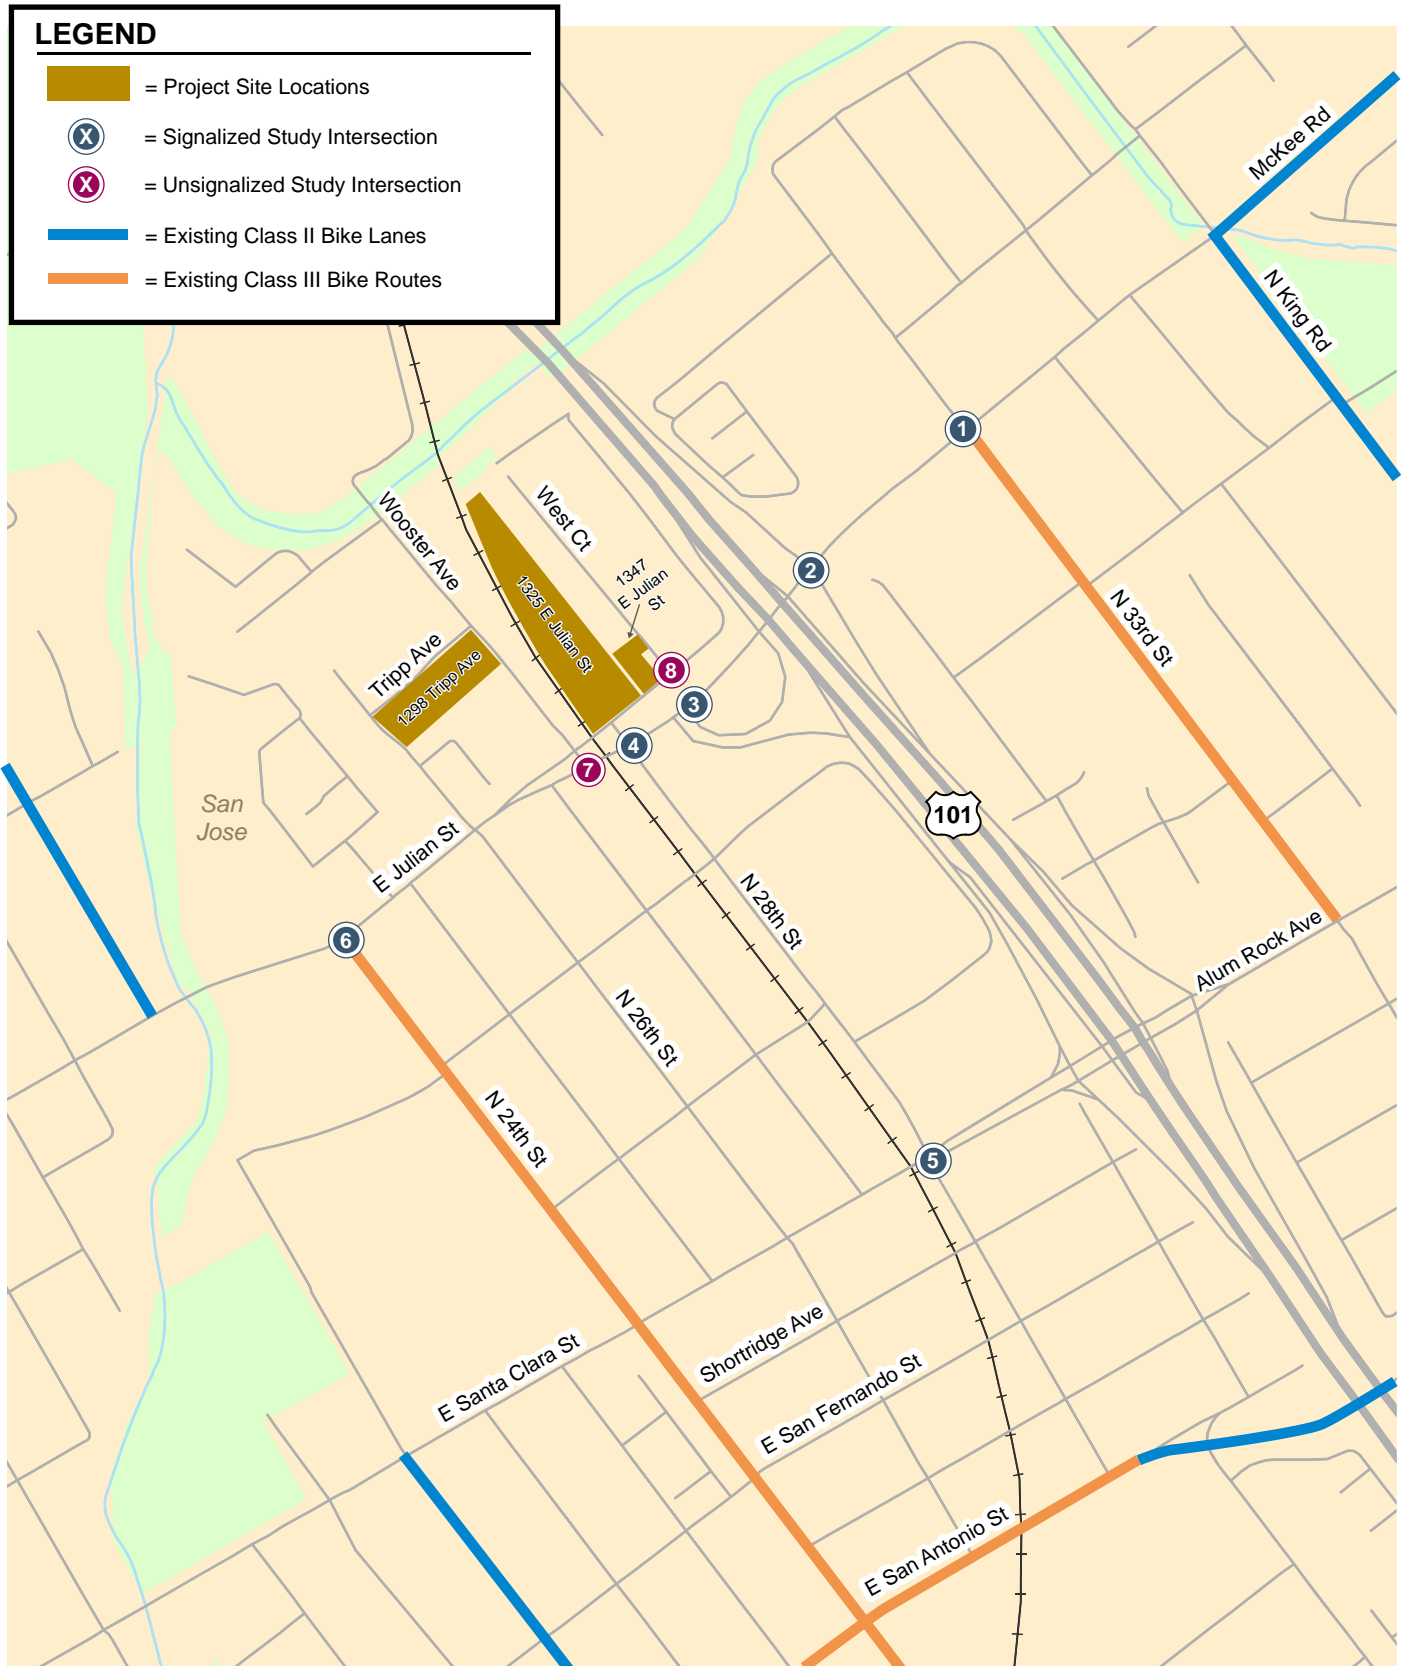 LEGEND
= Project Site Locations
X
= Signalized Study Intersection
X
= Unsignalized Study Intersection
= Existing Class II Bike Lanes
= Existing Class III Bike Routes
McKee Rd
N King Rd
1
Wooster Ave
West Ct
2
1347
E Julian
St
1325 E Julian St
N 33rd St
Tripp Ave
1298 Tripp Ave
8
3
4
7
San
Jose
101
E Julian St
N 28th St
6
Alum Rock Ave
N 26th St
N 24th St
5
Shortridge Ave
E Santa Clara St
E San Fernando St
E San Antonio St